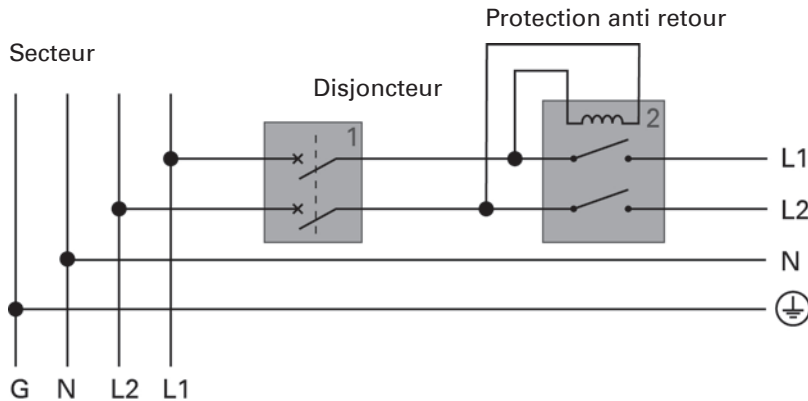 Protection anti retour
Secteur
Disjoncteur
1
2
L1
L2
N
G N L2 L1